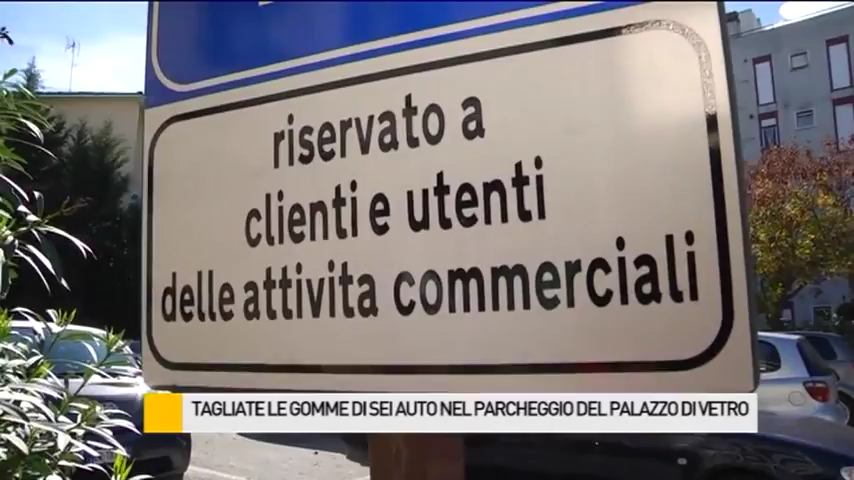 riservato a
clienti e utenti
delle attivita commerciali
TAGLIATE LE GOMME DI SEI AUTO NEL PARCHEGGIO DEL PALAZZO DI VETRO